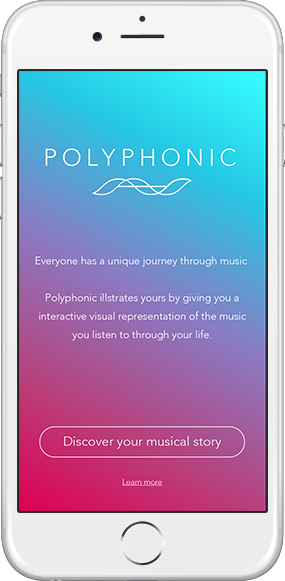 POLYPHONIC
Everyone has a unique journey through music.
Polyphonic illstrates yours by giving you a
interactive visual representation of the music
you listen to through your life.
Discover your musical story
Learn more